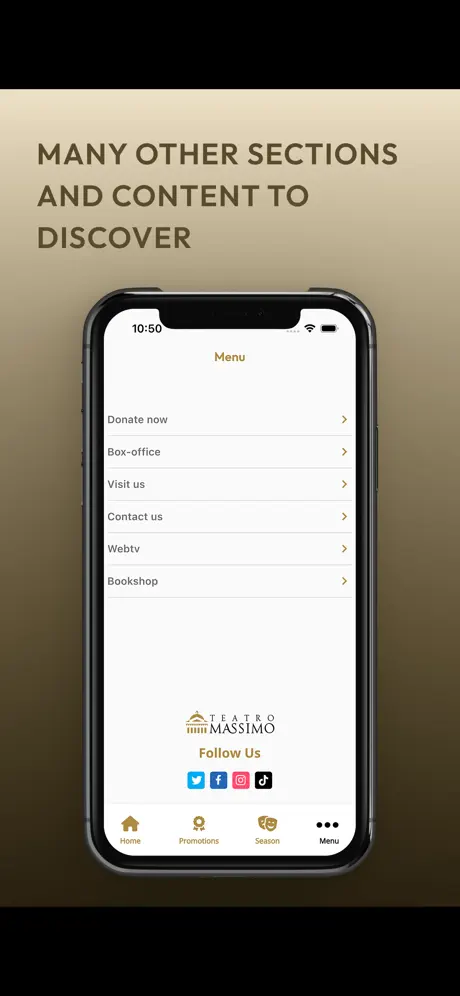 MANY OTHER SECTIONS
AND CONTENT TO
DISCOVER
10:50
Menu
Donate now
Box-office
Visit us
Contact us
Webtv
Bookshop
TEATRO
MASSIMO
Follow Us
Home
Promotions
Season
Menu